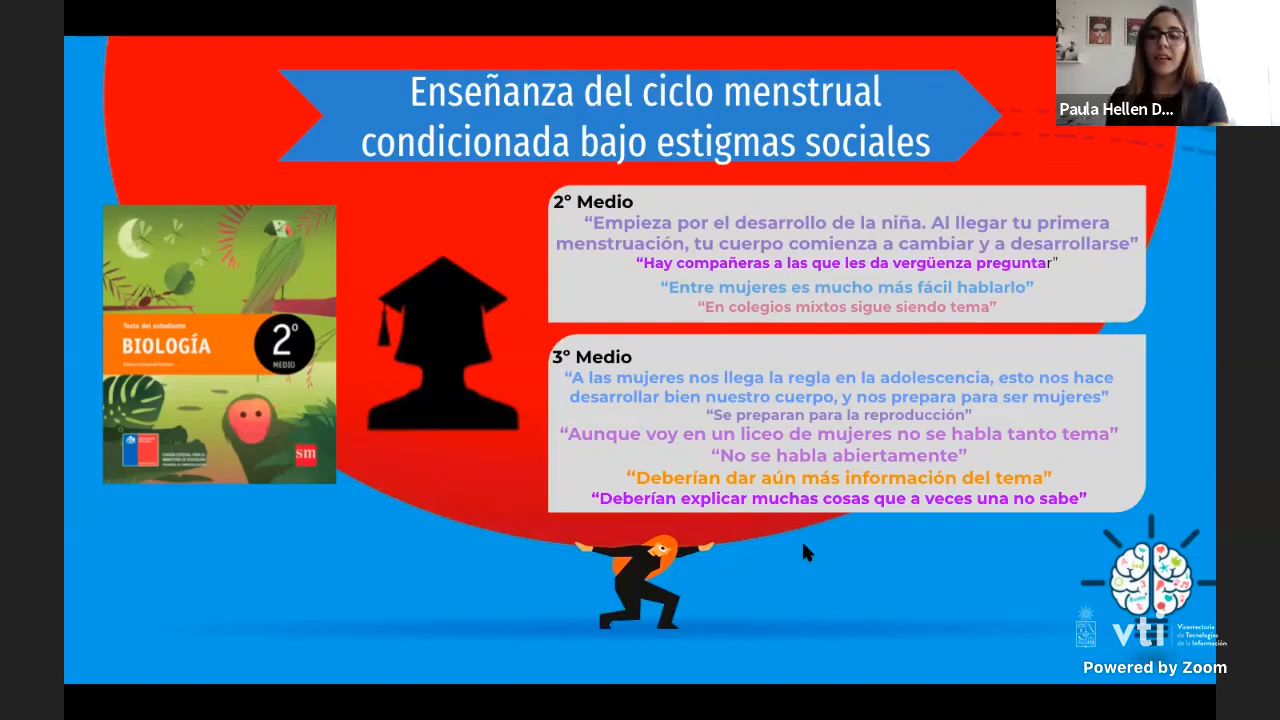 Enseñanza del ciclo menstrual
condicionada bajo estigmas sociales
Paula Hellen D...
2º Medio
“Empieza por el desarrollo de la niña. Al llegar tu primera
menstruación, tu cuerpo comienza a cambiar y a desarrollarse”
“Hay compañeras a las que les da vergüenza preguntar”
“Entre mujeres es mucho más fácil hablarlo”
“En colegios mixtos sigue siendo tema”
Texto del estudiante
BIOLOGÍA
2º
MEDIO
sm
3º Medio
“A las mujeres nos llega la regla en la adolescencia, esto nos hace
desarrollar bien nuestro cuerpo, y nos prepara para ser mujeres”
“Se preparan para la reproducción”
“Aunque voy en un liceo de mujeres no se habla tanto tema”
“No se habla abiertamente”
“Deberían dar aún más información del tema”
“Deberían explicar muchas cosas que a veces una no sabe”
vti
Vicerrectoría
de Tecnologías
de la Información
Powered by Zoom